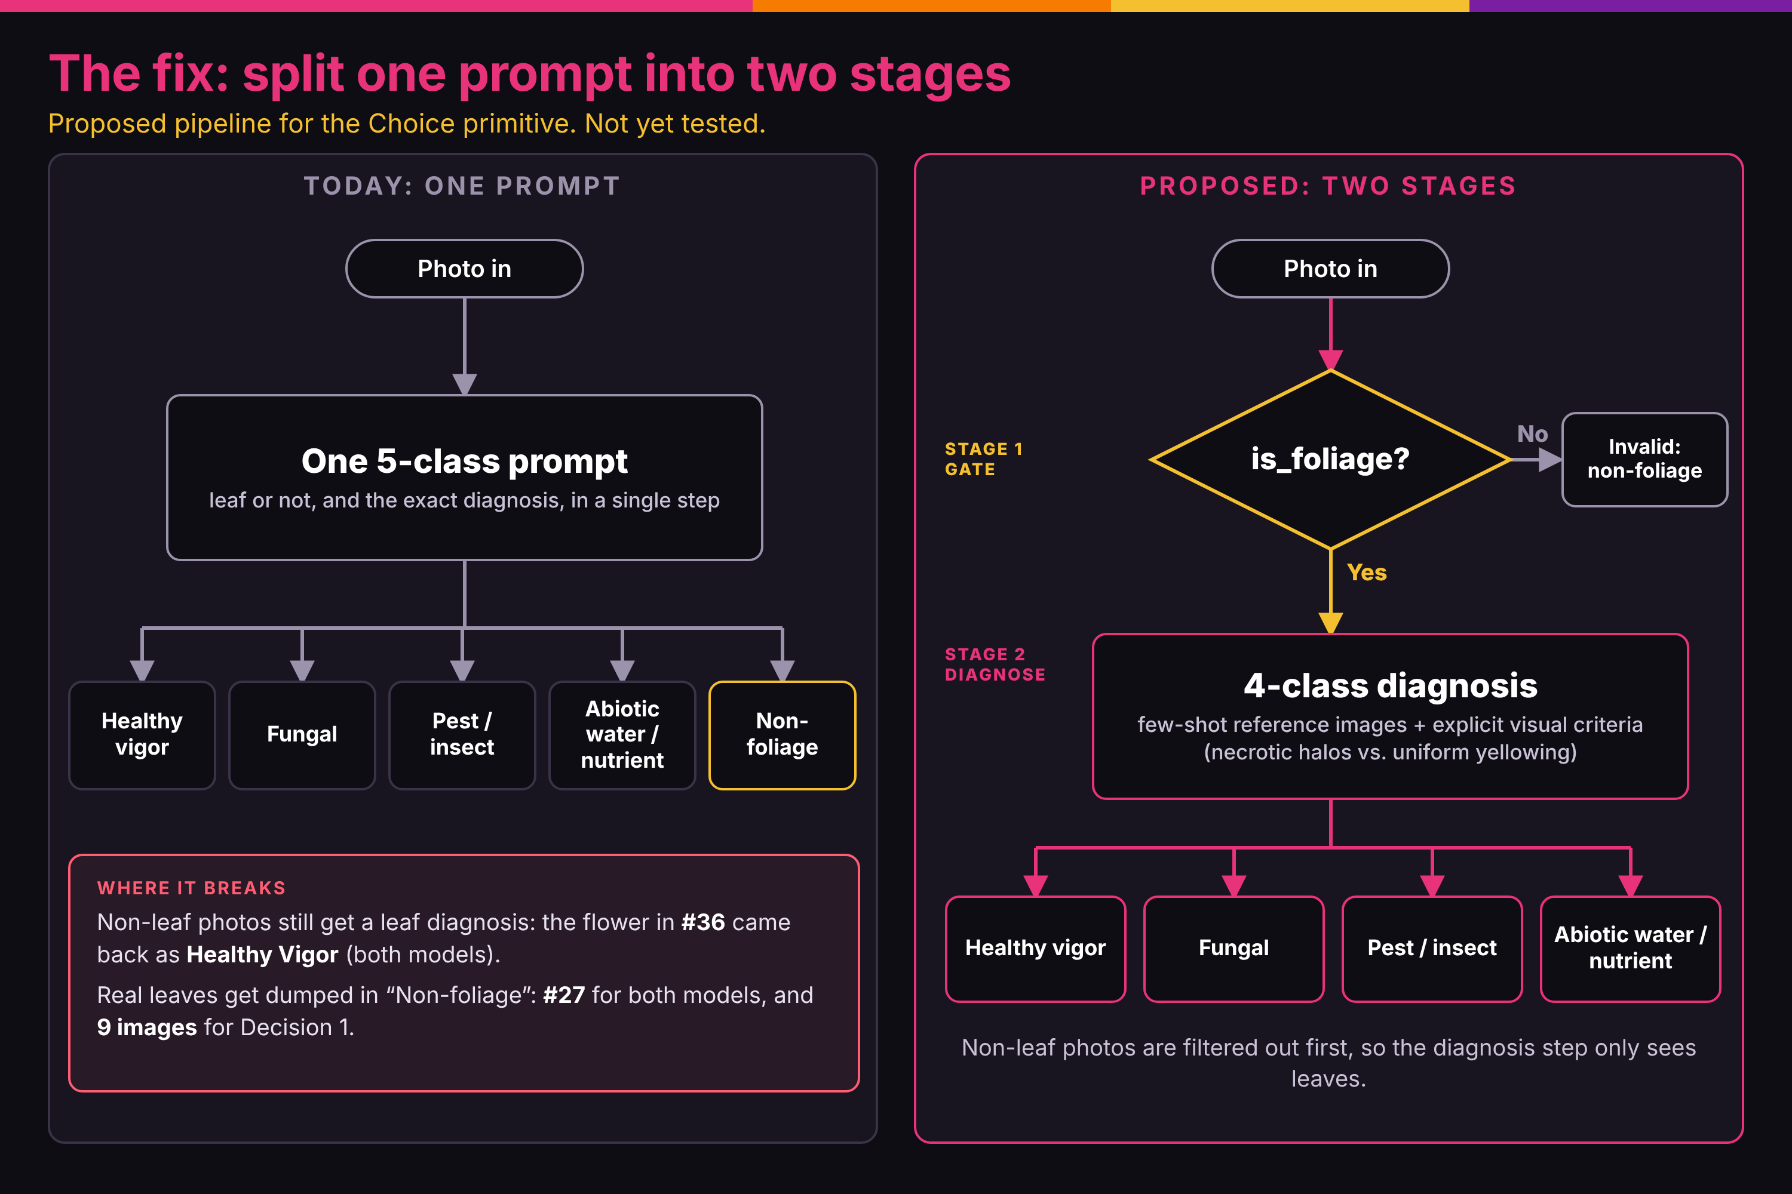 The fix: split one prompt into two stages
Proposed pipeline for the Choice primitive. Not yet tested.
TODAY: ONE PROMPT
Photo in
One 5-class prompt
leaf or not, and the exact diagnosis, in a single step
Healthy
vigor
Fungal
Pest /
insect
Abiotic
water /
nutrient
Non-
foliage
WHERE IT BREAKS
Non-leaf photos still get a leaf diagnosis: the flower in #36 came
back as Healthy Vigor (both models).
Real leaves get dumped in “Non-foliage”: #27 for both models, and
9 images for Decision 1.
PROPOSED: TWO STAGES
Photo in
STAGE 1
GATE
is_foliage?
No
Invalid:
non-foliage
Yes
STAGE 2
DIAGNOSE
4-class diagnosis
few-shot reference images + explicit visual criteria
(necrotic halos vs. uniform yellowing)
Healthy vigor
Fungal
Pest / insect
Abiotic water /
nutrient
Non-leaf photos are filtered out first, so the diagnosis step only sees
leaves.